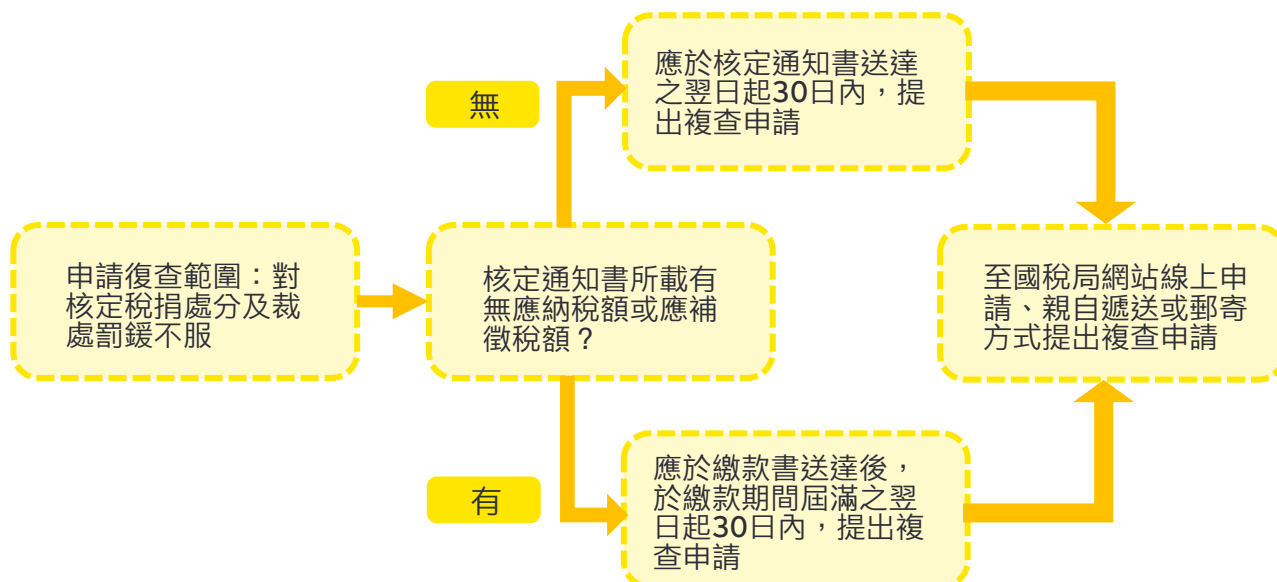 申請復查範圍：對
核定稅捐處分及裁
處罰鍰不服
核定通知書所載有
無應納稅額或應補
徵稅額？
無
應於核定通知書送達
之翌日起30日內，提
出複查申請
有
應於繳款書送達後，
於繳款期間屆滿之翌
日起30日內，提出複
查申請
至國稅局網站線上申
請、親自遞送或郵寄
方式提出複查申請